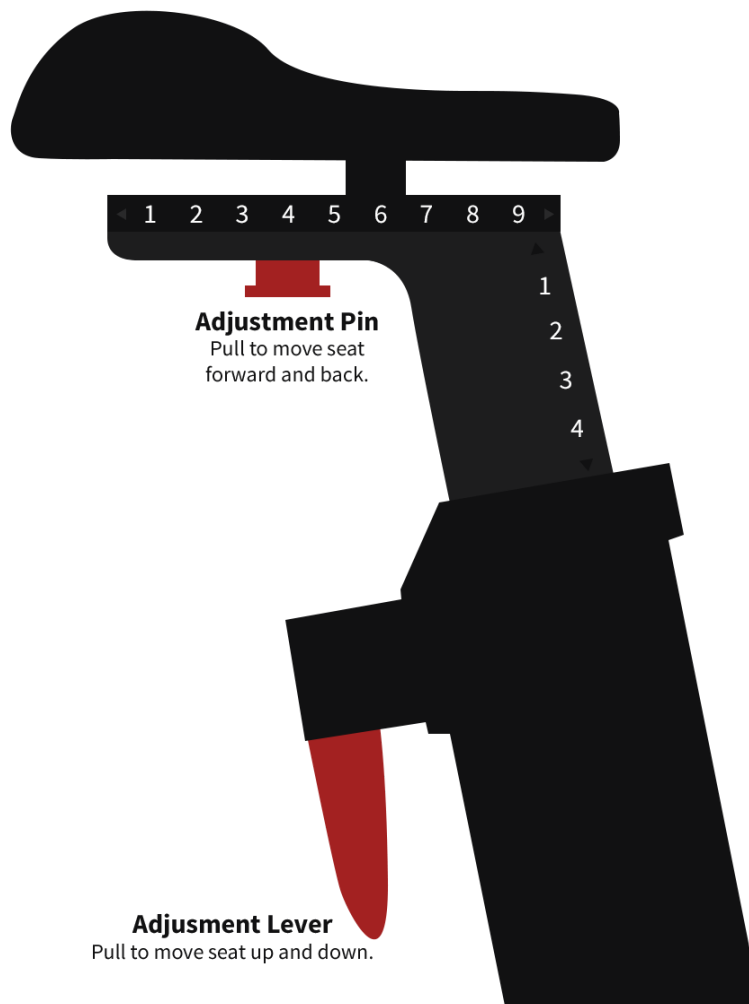 1 2 3 4 5 6 7 8 9
1
2
3
4
Adjustment Pin
Pull to move seat
forward and back.
Adjusment Lever
Pull to move seat up and down.